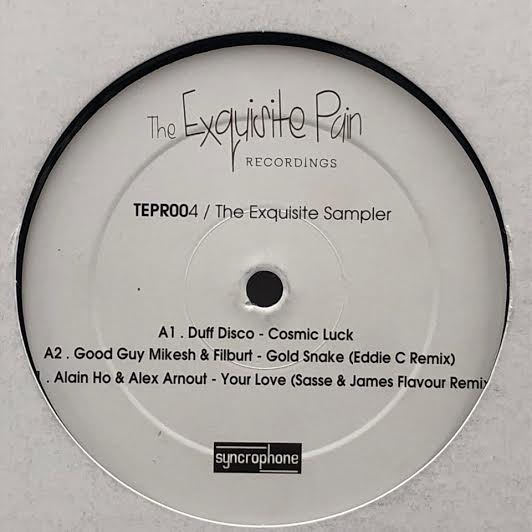 The Exquisite Pain
RECORDINGS
TEPR004 / The Exquisite Sampler
A1 . Duff Disco - Cosmic Luck
A2 . Good Guy Mikesh & Filburt - Gold Snake (Eddie C Remix)
. Alain Ho & Alex Arnout - Your Love (Sasse & James Flavour Remix
syncrophone